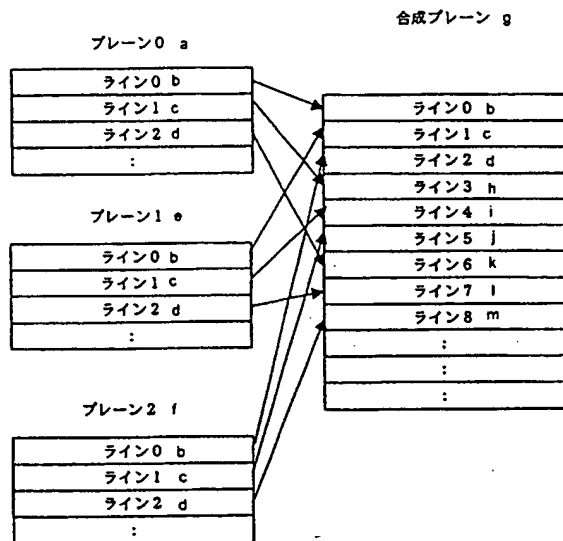 プレーン0 a
ライン0 b
ライン1 c
ライン2 d
:
プレーン1 e
ライン0 b
ライン1 c
ライン2 d
:
プレーン2 f
ライン0 b
ライン1 c
ライン2 d
:
合成プレーン g
ライン0 b
ライン1 c
ライン2 d
ライン3 h
ライン4 i
ライン5 j
ライン6 k
ライン7 l
ライン8 m
:
:
: